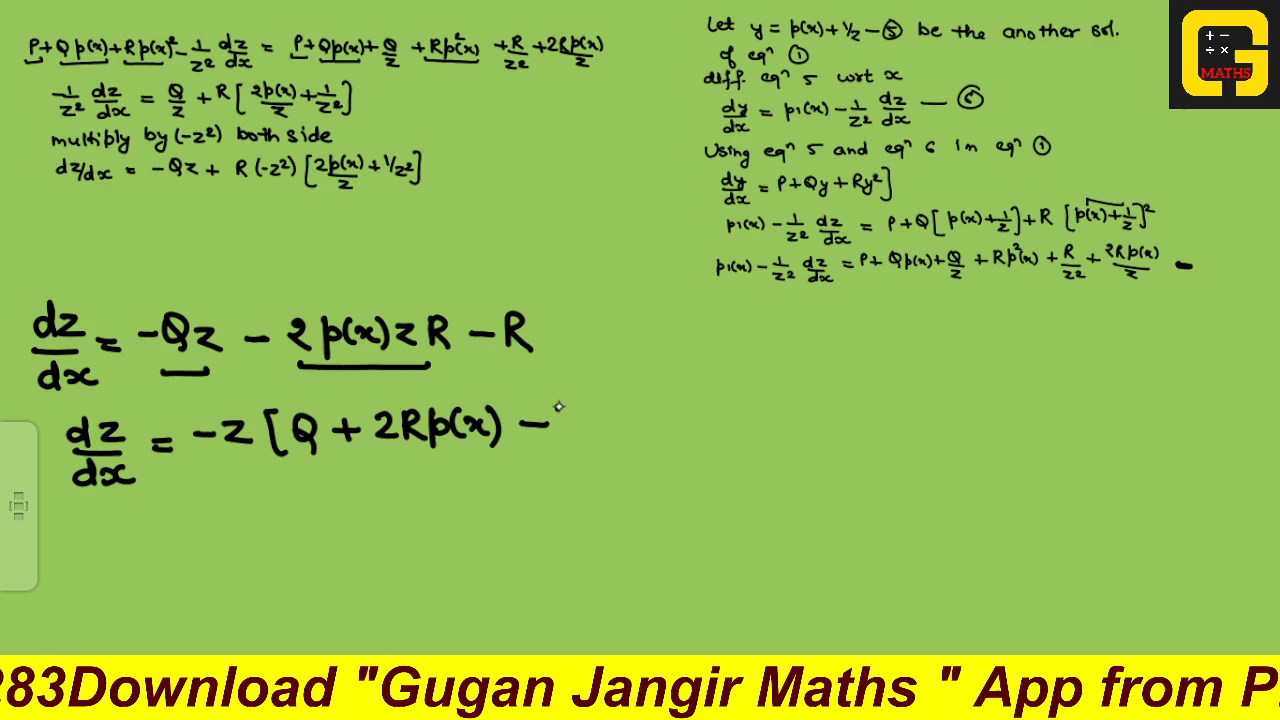 P+Qp(x)+Rp(x)²-1/z² dz/dx = P+Qp(x)+Q/z+Rp²(x)+R/z²+2Rp(x)/z
-1/z² dz/dx = Q/z + R[2p(x)/z+1/z²]
multiply by (-z²) both side
dz/dx = -Qz + R(-z²)[2p(x)/z+1/z²]
dz/dx = -Qz - 2p(x)zR - R
dz/dx = -z[Q + 2Rp(x) -
Let y = p(x)+1/z - ⑤ be the another sol.
of eqⁿ ①
diff. eqⁿ 5 wrt x
dy/dx = p1(x) - 1/z² dz/dx — ⑥
Using eqⁿ 5 and eqⁿ 6 in eqⁿ ①
dy/dx = P+Qy+Ry²]
p1(x) - 1/z² dz/dx = P+Q[p(x)+1/z]+R[p(x)+1/z]²
p1(x) - 1/z² dz/dx = P+Qp(x)+Q/z+Rp²(x)+R/z²+2Rp(x)/z -
G
+ -
÷ ×
MATHS
283Download "Gugan Jangir Maths " App from P